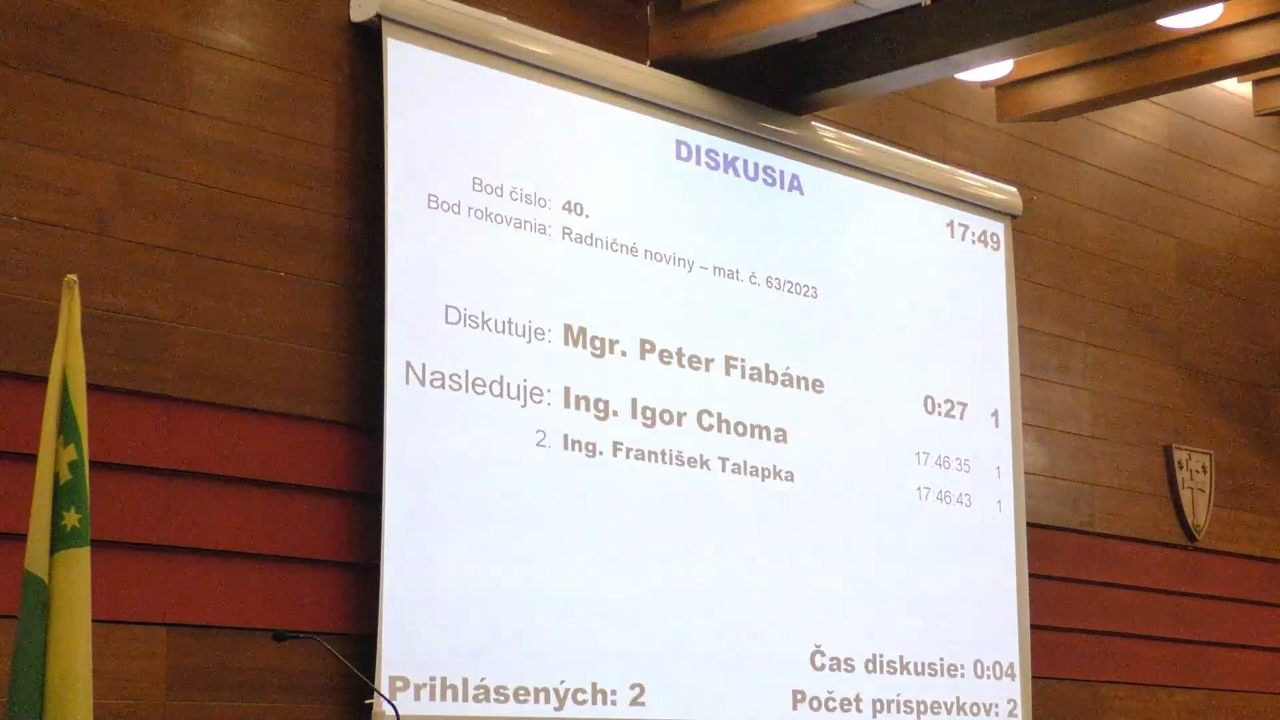 DISKUSIA
17:49
Bod číslo: 40.
Bod rokovania: Radničné noviny – mat. č. 63/2023
Diskutuje: Mgr. Peter Fiabáne 0:27 1
Nasleduje: Ing. Igor Choma 17:46:35 1
2. Ing. František Talapka 17:46:43 1
Čas diskusie: 0:04
Prihlásených: 2 Počet príspevkov: 2